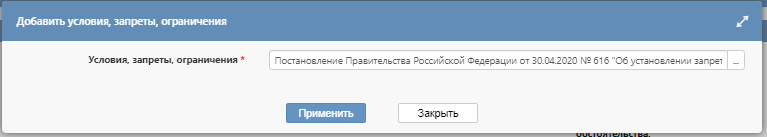 Добавить условия, запреты, ограничения
Условия, запреты, ограничения * Постановление Правительства Российской Федерации от 30.04.2020 № 616 "Об установлении запрет ...
Применить Закрыть
обстоятельства.